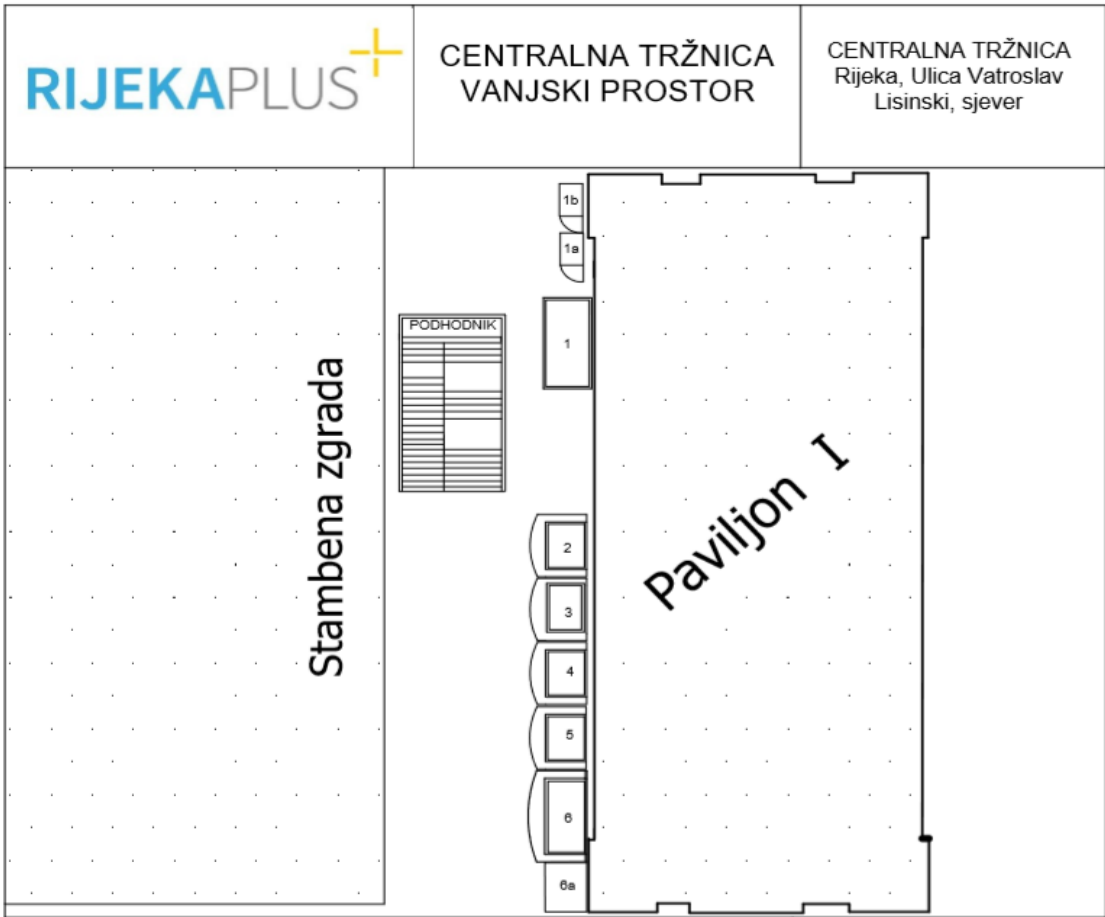 RIJEKAPLUS
CENTRALNA TRŽNICA
VANJSKI PROSTOR
CENTRALNA TRŽNICA
Rijeka, Ulica Vatroslav
Lisinski, sjever
1b
1a
PODHODNIK
1
Stambena zgrada
Paviljon I
2
3
4
5
6
6a